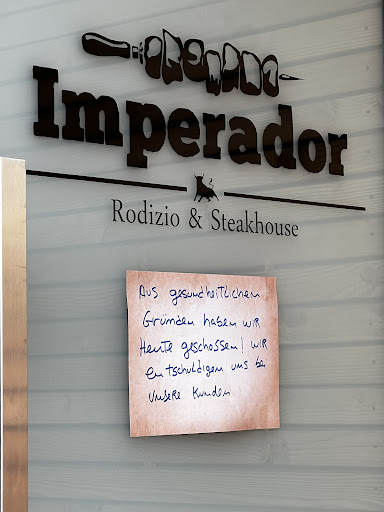 Imperador
Rodizio & Steakhouse
Aus gesundheitlichen
Gründen haben wir
Heute geschossen! wir
entschuldigen uns bei
unsere Kunden